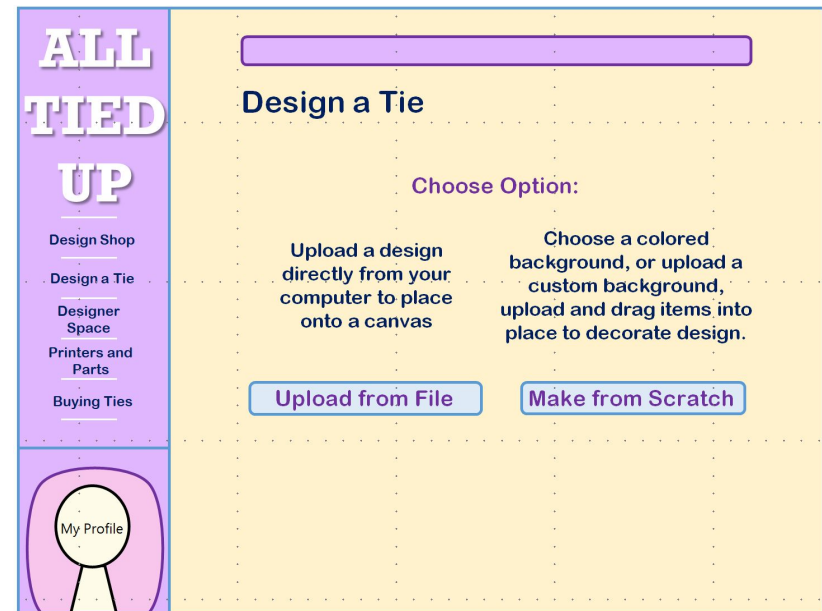 ALL
TIED
UP
Design Shop
Design a Tie
Designer
Space
Printers and
Parts
Buying Ties
My Profile
Design a Tie
Choose Option:
Upload a design
directly from your
computer to place
onto a canvas
Upload from File
Choose a colored
background, or upload a
custom background,
upload and drag items into
place to decorate design.
Make from Scratch